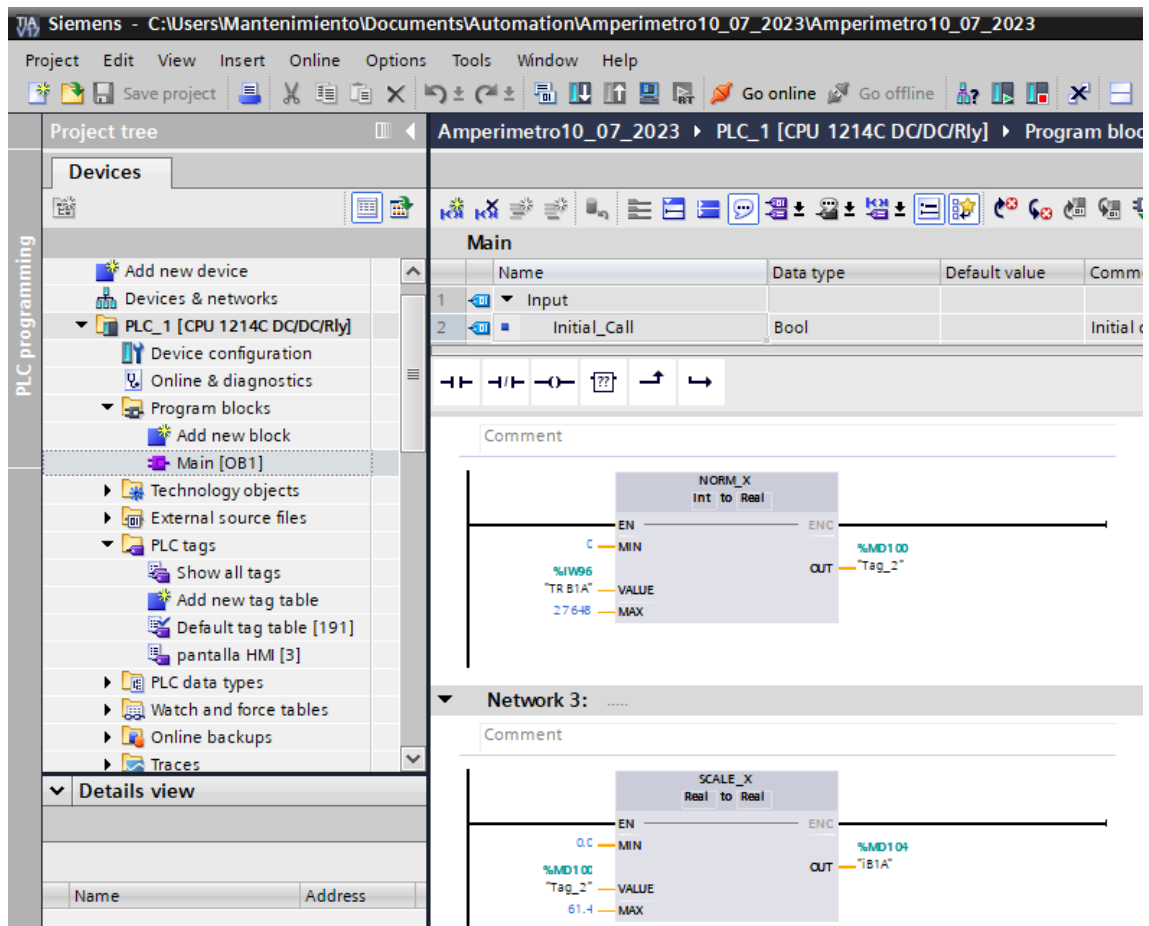 Siemens - C:\Users\Mantenimiento\Documents\Automation\Amperimetro10_07_2023\Amperimetro10_07_2023
Project Edit View Insert Online Options Tools Window Help
Save project Go online Go offline
Project tree
Amperimetro10_07_2023 PLC_1 [CPU 1214C DC/DC/Rly] Program bloc
Devices
PLC programming
Add new device
Devices & networks
PLC_1 [CPU 1214C DC/DC/Rly]
Device configuration
Online & diagnostics
Program blocks
Add new block
Main [OB1]
Technology objects
External source files
PLC tags
Show all tags
Add new tag table
Default tag table [191]
pantalla HMI [3]
PLC data types
Watch and force tables
Online backups
Traces
Details view
Name Address
Main
Name Data type Default value Comm
1 Input
2 Initial_Call Bool Initial
??
Comment
NORM_X
Int to Real
EN ENO
0 MIN
%MD100
OUT "Tag_2"
%IW96
"TR B1A" VALUE
27648 MAX
Network 3: .....
Comment
SCALE_X
Real to Real
EN ENO
0.0 MIN
%MD104
OUT "iB1A"
%MD100
"Tag_2" VALUE
61.4 MAX